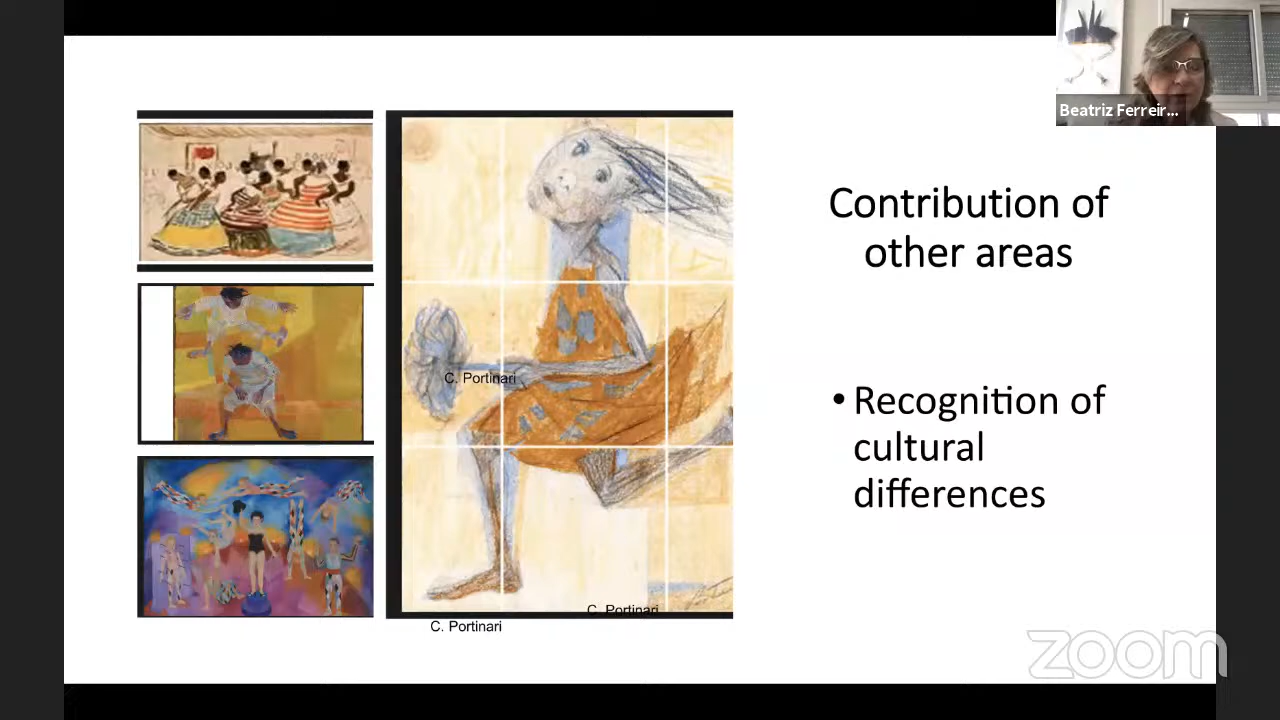 Beatriz Ferreir...
Contribution of
other areas
• Recognition of
cultural
differences
C. Portinari
C. Portinari
C. Portinari
zoom